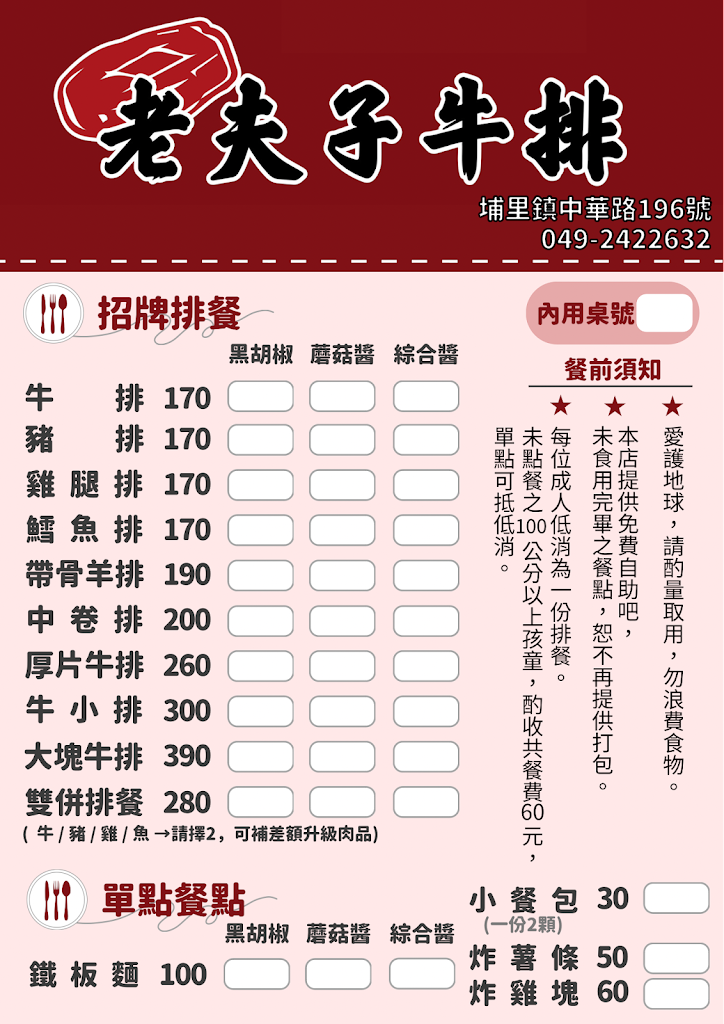 老夫子牛排
埔里鎮中華路196號
049-2422632
招牌排餐
內用桌號
黑胡椒 蘑菇醬 綜合醬
牛排 170
豬排 170
雞腿排 170
鱈魚排 170
帶骨羊排 190
中卷排 200
厚片牛排 260
牛小排 300
大塊牛排 390
雙併排餐 280
( 牛 / 豬 / 雞 / 魚 →請擇2，可補差額升級肉品)
餐前須知
★ ★ ★
愛護地球，請酌量取用，勿浪費食物。
本店提供免費自助吧，
未食用完畢之餐點，恕不再提供打包。
每位成人低消為一份排餐。
未點餐之100公分以上孩童，酌收共餐費60元，
單點可抵低消。
單點餐點
黑胡椒 蘑菇醬 綜合醬
鐵板麵 100
小餐包 30
(一份2顆)
炸薯條 50
炸雞塊 60